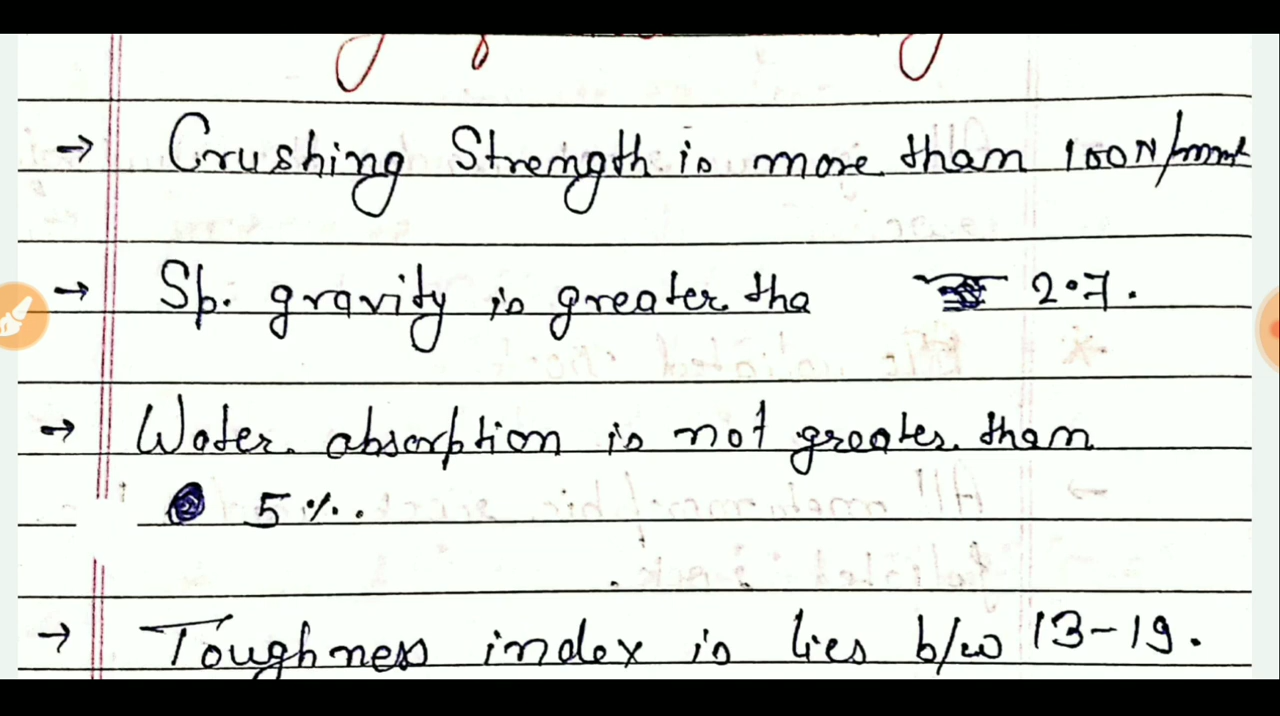 → Crushing Strength is more than 100N/mm²
→ Sp. gravity is greater tha 2.7.
→ Water absorption is not greater than
5%.
→ Toughness index is lies b/w 13-19.